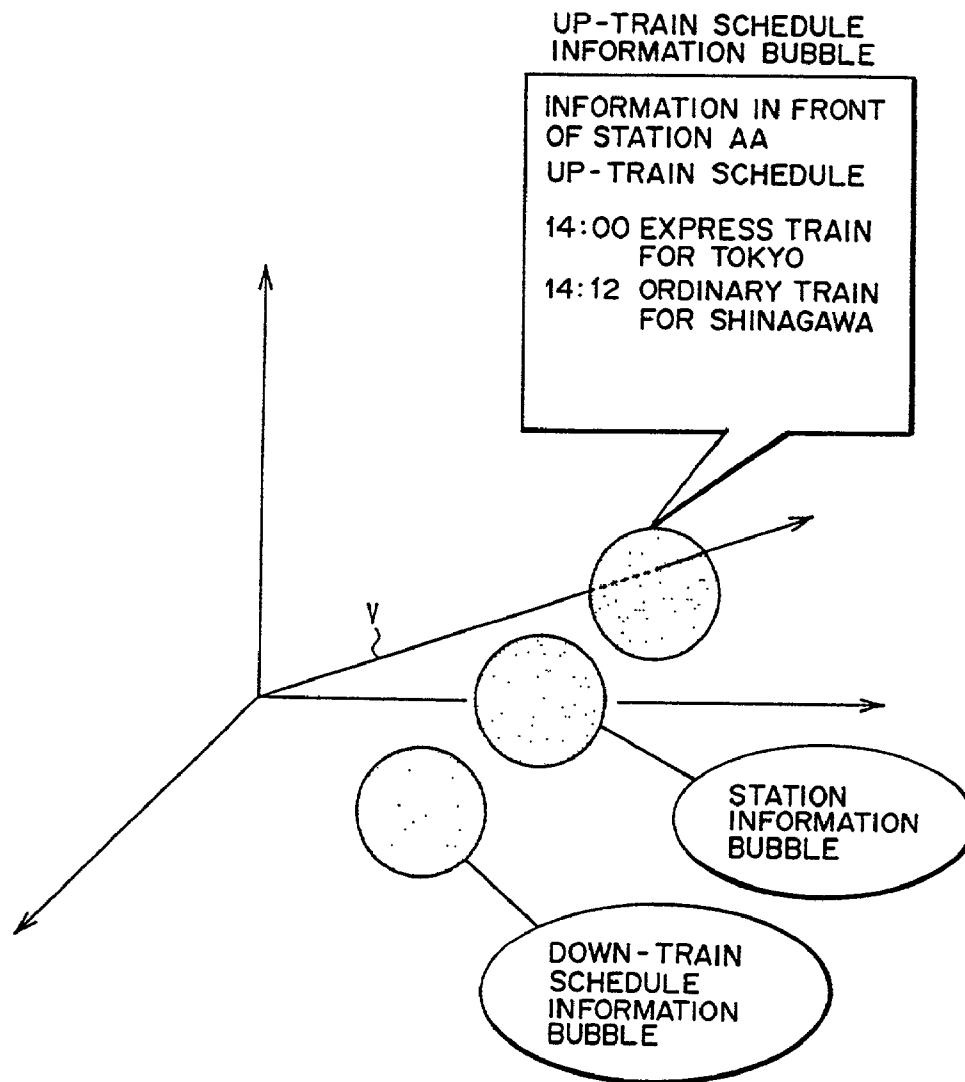 UP-TRAIN SCHEDULE
INFORMATION BUBBLE
INFORMATION IN FRONT
OF STATION AA
UP-TRAIN SCHEDULE
14:00 EXPRESS TRAIN
FOR TOKYO
14:12 ORDINARY TRAIN
FOR SHINAGAWA
V
STATION
INFORMATION
BUBBLE
DOWN-TRAIN
SCHEDULE
INFORMATION
BUBBLE